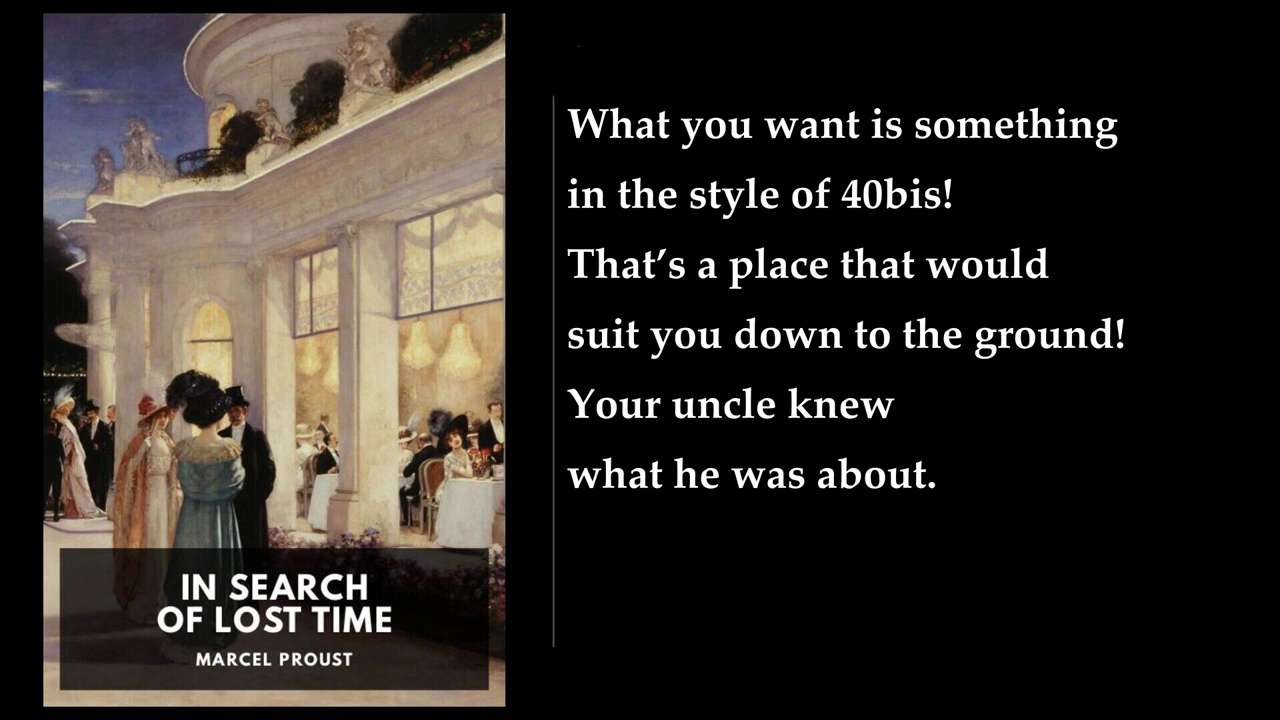 What you want is something
in the style of 40bis!
That’s a place that would
suit you down to the ground!
Your uncle knew
what he was about.
IN SEARCH
OF LOST TIME
MARCEL PROUST